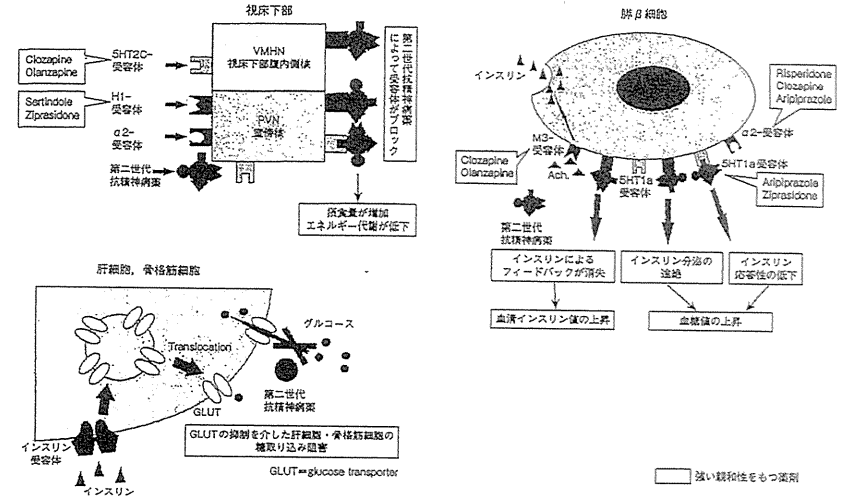 視床下部
5HT2C-
受容体
Clozapine
Olanzapine
VMHN
視床下部腹内側核
H1-
受容体
Sertindole
Ziprasidone
PVN
室傍核
α2-
受容体
第二世代
抗精神病薬
第二世代抗精神病薬
によって受容体がブロック
摂食量が増加
エネルギー代謝が低下
膵β細胞
インスリン
Risperidone
Clozapine
Aripiprazole
M3-
受容体
α2-受容体
Clozapine
Olanzapine
Ach.
5HT1a
受容体
5HT1a受容体
Aripiprazole
Ziprasidone
第二世代
抗精神病薬
インスリンによる
フィードバックが消失
インスリン分泌の
途絶
インスリン
応答性の低下
血清インスリン値の上昇
血糖値の上昇
肝細胞，骨格筋細胞
グルコース
Translocation
第二世代
抗精神病薬
GLUT
インスリン
受容体
インスリン
GLUTの抑制を介した肝細胞・骨格筋細胞の
糖取り込み阻害
GLUT=glucose transporter
強い親和性をもつ薬剤